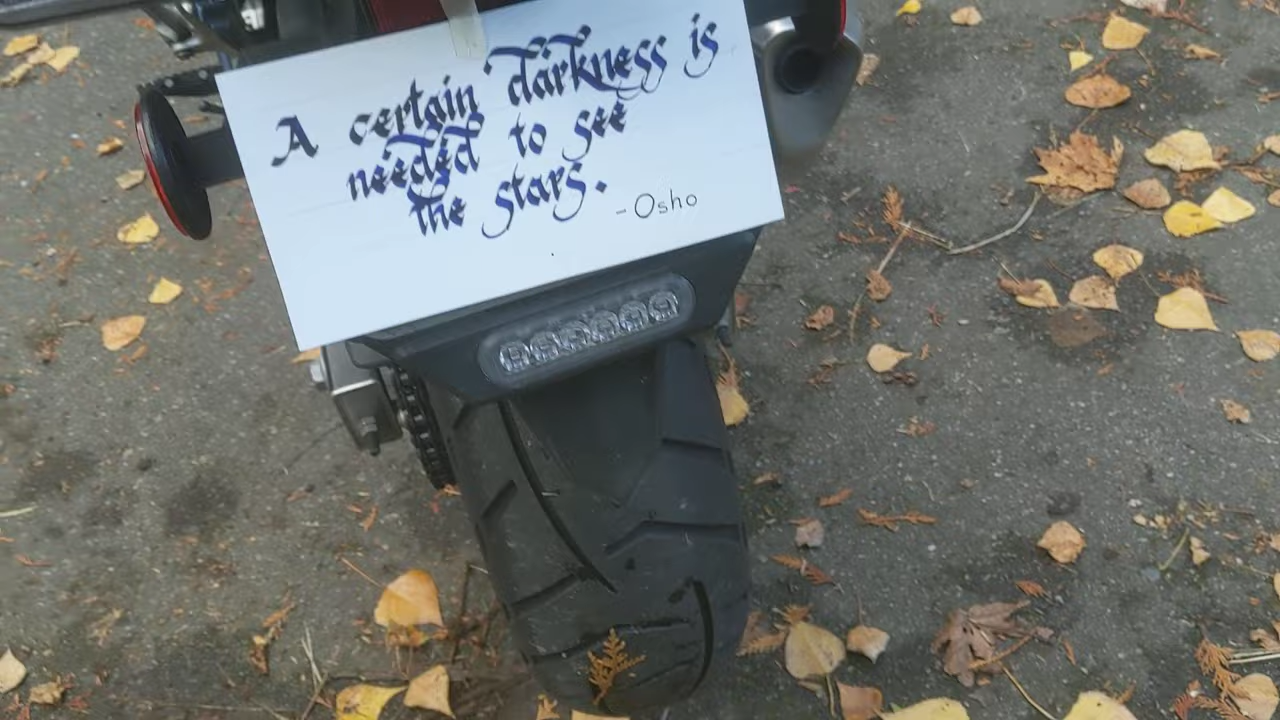 A certain darkness is
needed to see
the stars.
-Osho